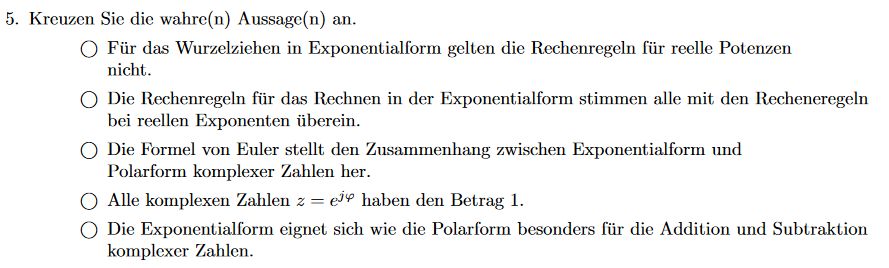 5. Kreuzen Sie die wahre(n) Aussage(n) an.
○ Für das Wurzelziehen in Exponentialform gelten die Rechenregeln für reelle Potenzen
nicht.
○ Die Rechenregeln für das Rechnen in der Exponentialform stimmen alle mit den Recheneregeln
bei reellen Exponenten überein.
○ Die Formel von Euler stellt den Zusammenhang zwischen Exponentialform und
Polarform komplexer Zahlen her.
○ Alle komplexen Zahlen z = e^{jφ} haben den Betrag 1.
○ Die Exponentialform eignet sich wie die Polarform besonders für die Addition und Subtraktion
komplexer Zahlen.